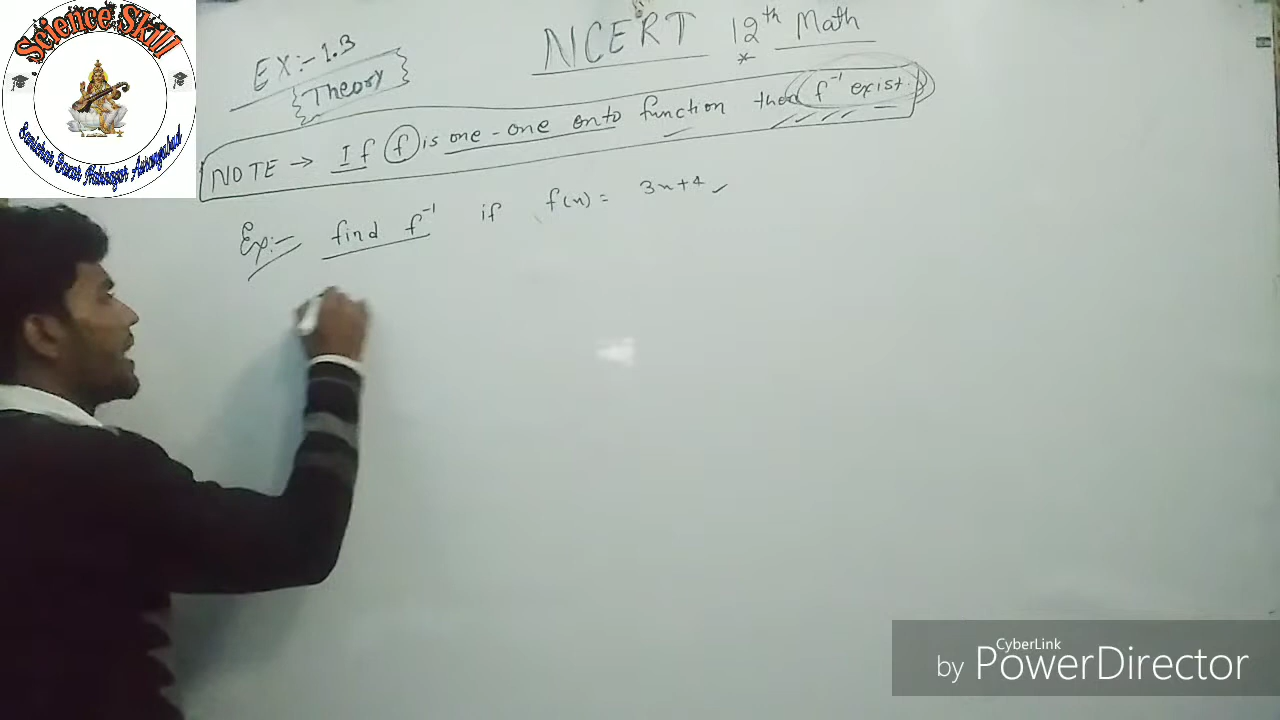 Science Skill
NCERT 12th Math
*
EX:- 1.3
Theory
NOTE → If f is one-one onto function then f⁻¹ exist.
Ex:- find f⁻¹ if f(x) = 3x+4
CyberLink
by PowerDirector